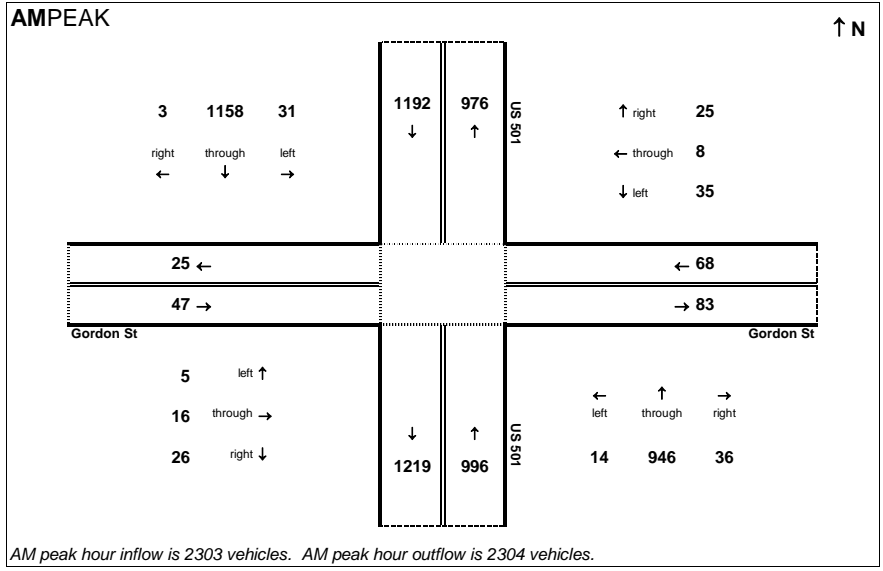 AMPEAK
↑ N
3 1158 31
right through left
← ↓ →
1192 976
↓ ↑
US 501
↑ right 25
← through 8
↓ left 35
25 ←
← 68
47 →
→ 83
Gordon St
Gordon St
5 left ↑
16 through →
26 right ↓
↓ ↑
1219 996
US 501
← ↑ →
left through right
14 946 36
AM peak hour inflow is 2303 vehicles. AM peak hour outflow is 2304 vehicles.